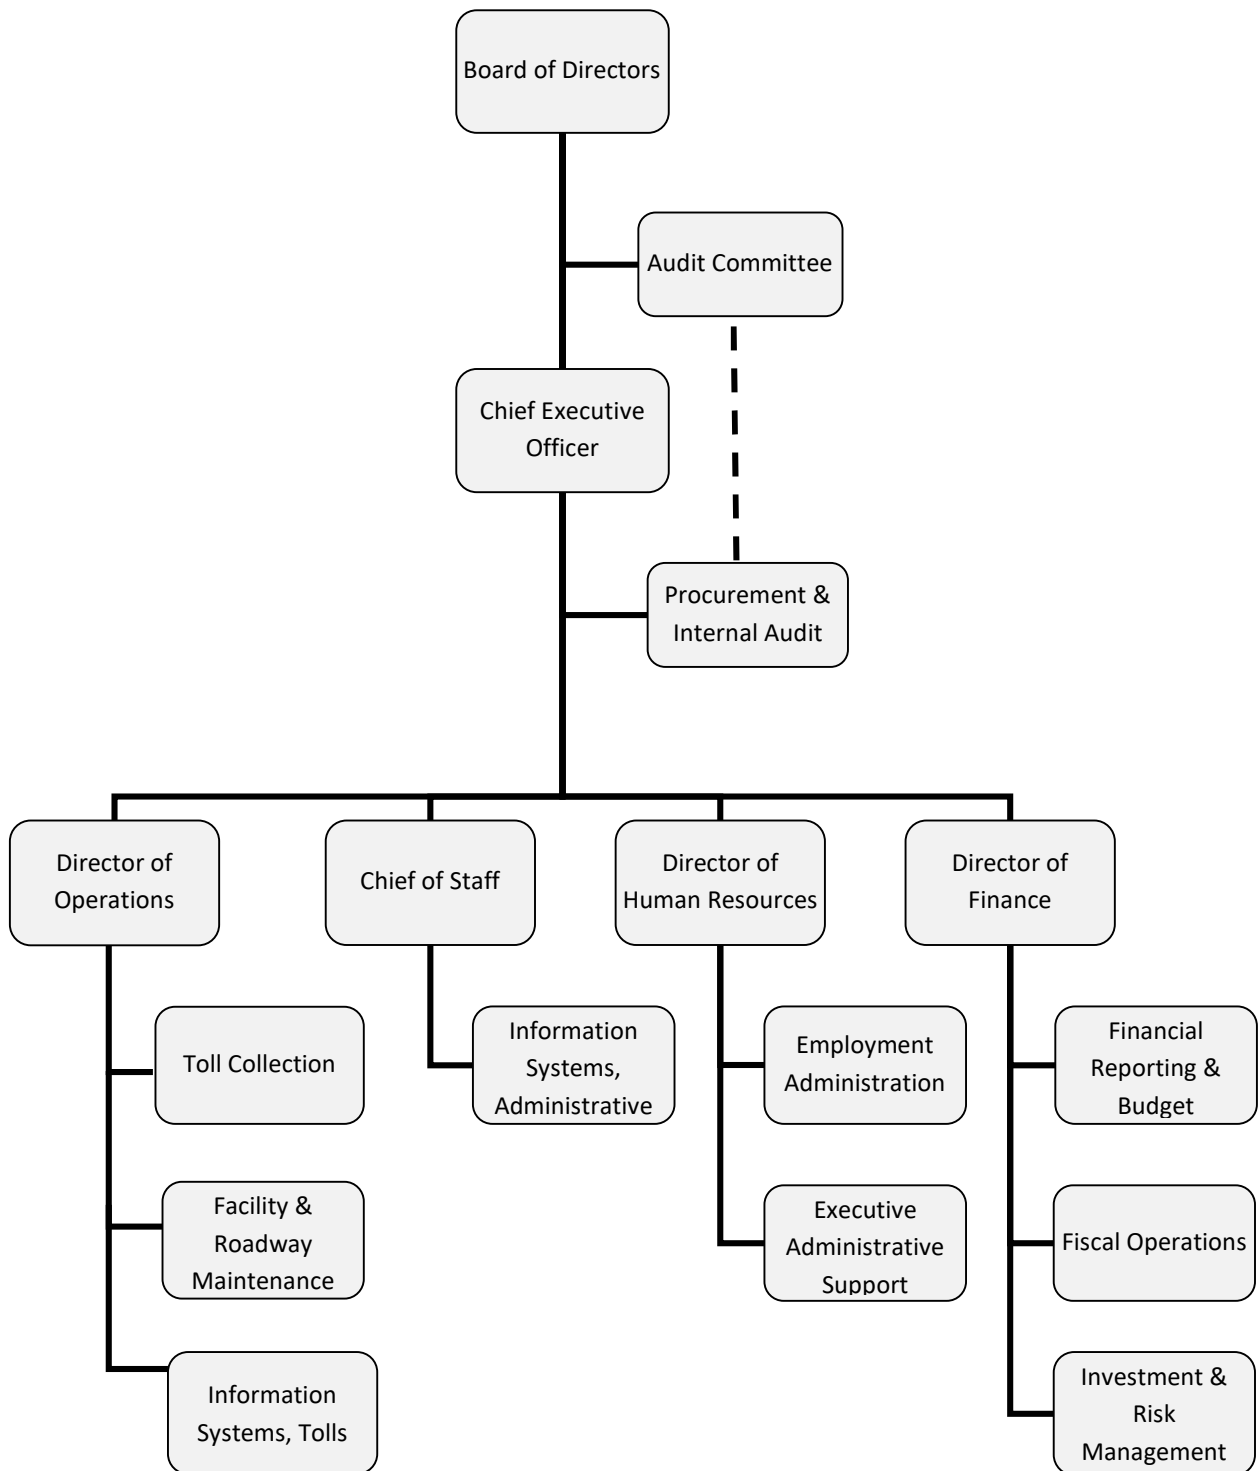 Board of Directors
Audit Committee
Chief Executive
Officer
Procurement &
Internal Audit
Director of
Operations
Chief of Staff
Director of
Human Resources
Director of
Finance
Toll Collection
Information
Systems,
Administrative
Employment
Administration
Financial
Reporting &
Budget
Facility &
Roadway
Maintenance
Executive
Administrative
Support
Fiscal Operations
Information
Systems, Tolls
Investment &
Risk
Management